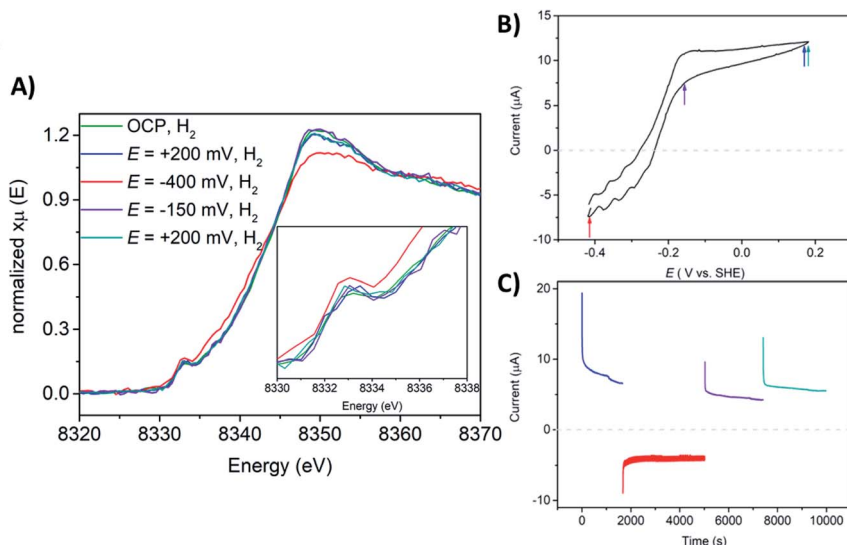 A)
normalized xμ (E)
1.2
0.9
0.6
0.3
0.0
OCP, H2
E = +200 mV, H2
E = -400 mV, H2
E = -150 mV, H2
E = +200 mV, H2
8330 8332 8334 8336 8338
Energy (eV)
8320 8330 8340 8350 8360 8370
Energy (eV)
B)
Current (μA)
15
10
5
0
-5
-10
-0.4 -0.2 0.0 0.2
E ( V vs. SHE)
C)
Current (μA)
20
10
0
-10
0 2000 4000 6000 8000 10000
Time (s)